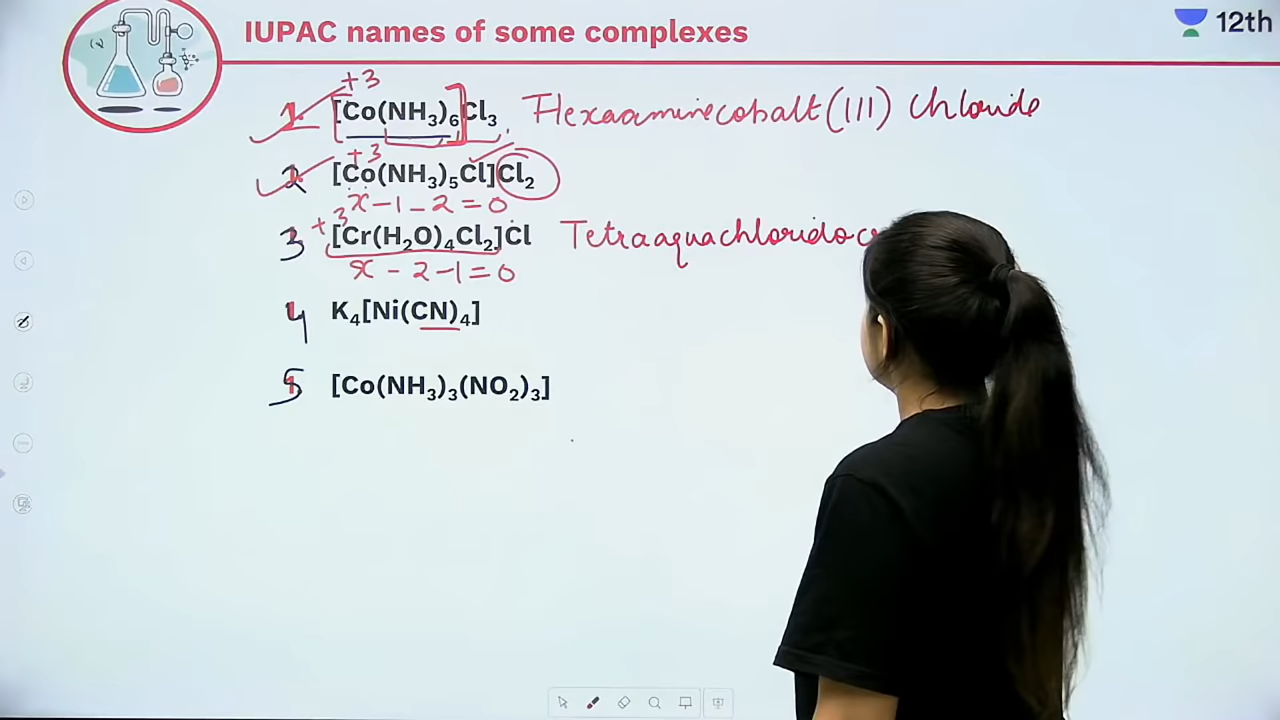 IUPAC names of some complexes
12th
+3
1 [Co(NH₃)₆]Cl₃ Hexaamminecobalt(III) Chloride
+3
2 [Co(NH₃)₅Cl]Cl₂
x - 1 - 2 = 0
+3
3 [Cr(H₂O)₄Cl₂]Cl Tetraaquachloridoc
x - 2 - 1 = 0
4 K₄[Ni(CN)₄]
5 [Co(NH₃)₃(NO₂)₃]